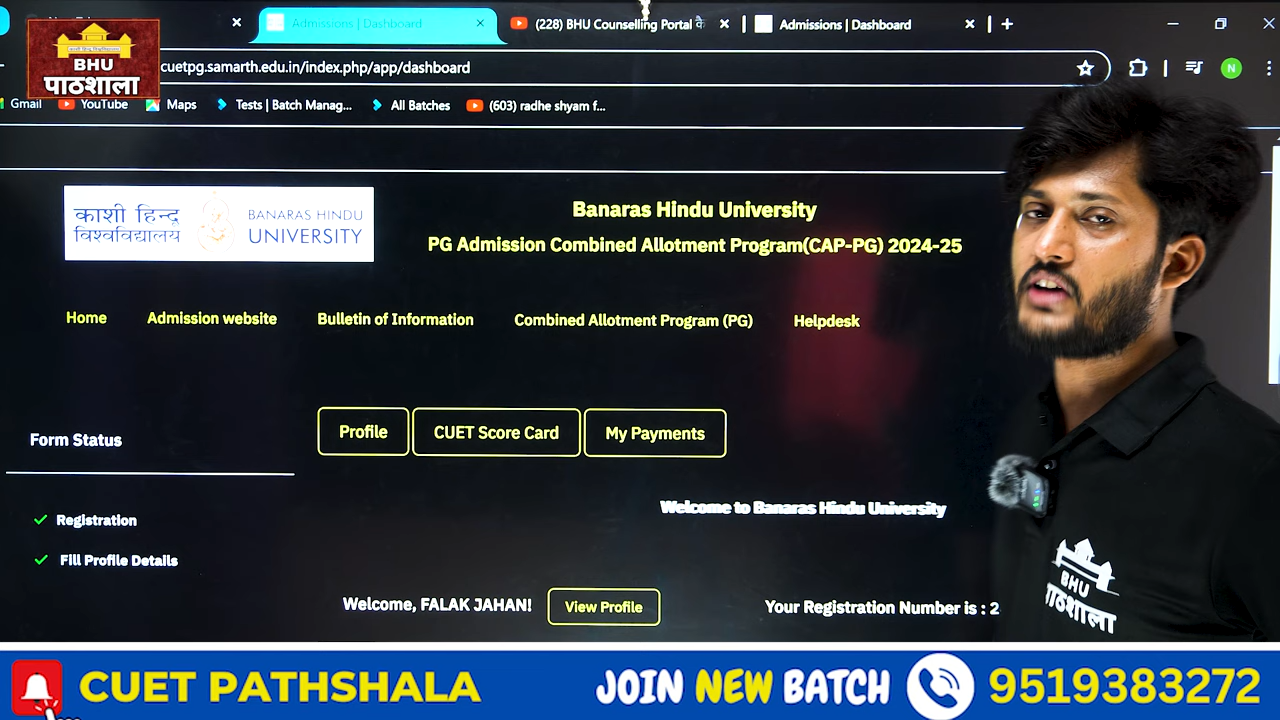 Admissions | Dashboard
(228) BHU Counselling Portal
Admissions | Dashboard
BHU
पाठशाला
cuetpg.samarth.edu.in/index.php/app/dashboard
N
Gmail
YouTube
Maps
Tests | Batch Manag...
All Batches
(603) radhe shyam f...
काशी हिन्दू
विश्वविद्यालय
BANARAS HINDU
UNIVERSITY
Banaras Hindu University
PG Admission Combined Allotment Program(CAP-PG) 2024-25
Home
Admission website
Bulletin of Information
Combined Allotment Program (PG)
Helpdesk
Profile
CUET Score Card
My Payments
Form Status
Welcome to Banaras Hindu University
Registration
Fill Profile Details
Welcome, FALAK JAHAN!
View Profile
Your Registration Number is : 2
BHU
पाठशाला
CUET PATHSHALA
JOIN NEW BATCH
9519383272